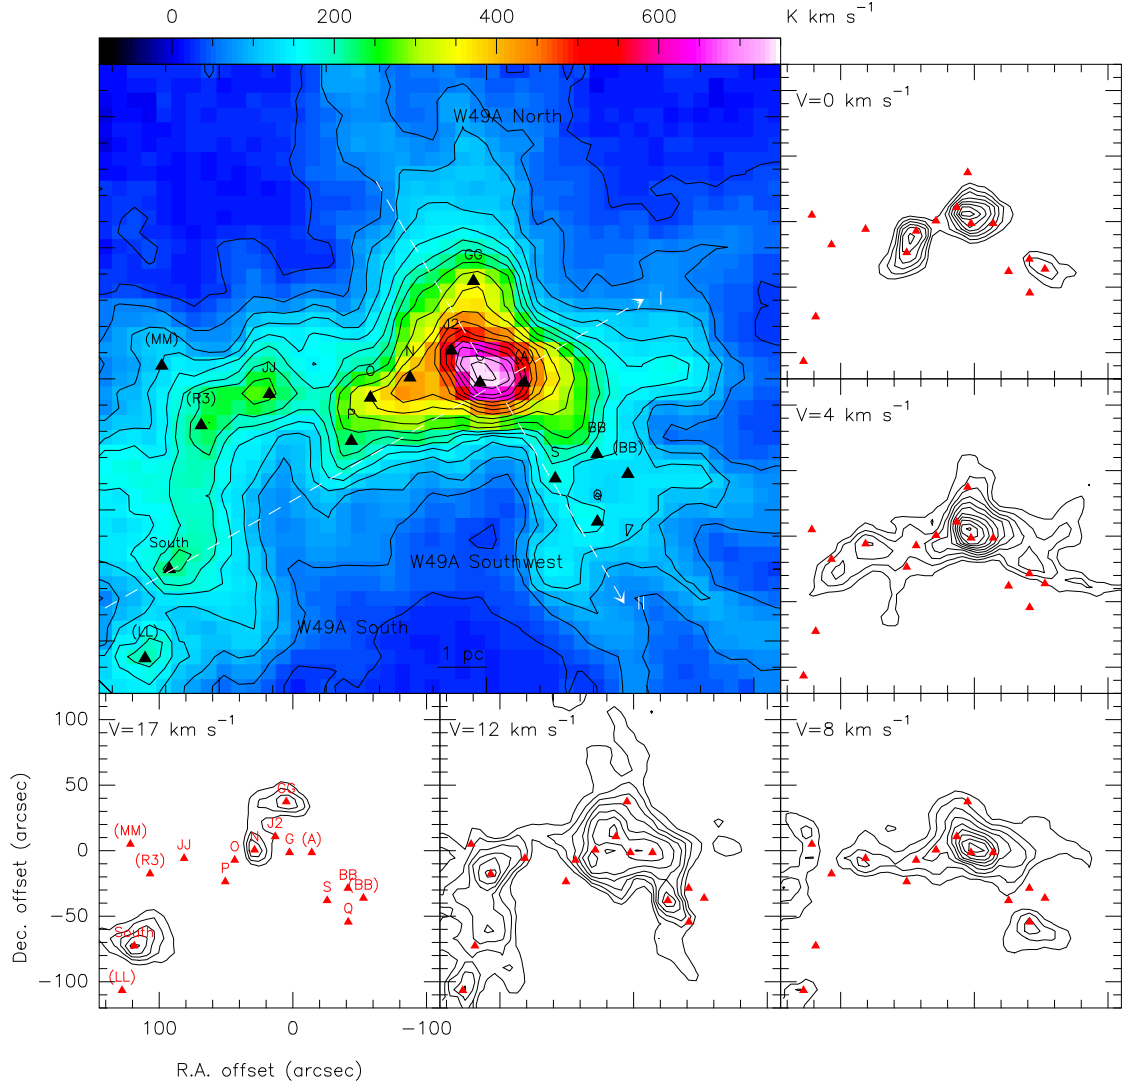 0 200 400 600 K km s⁻¹
W49A North
V=0 km s⁻¹
GG
I
J2
(MM) N G (A)
JJ O
(R3)
P BB
V=4 km s⁻¹
S (BB)
Q
South
W49A Southwest
II
W49A South
(LL)
1 pc
100 V=17 km s⁻¹ V=12 km s⁻¹ V=8 km s⁻¹
50
GG
(MM) J2
JJ O N G (A)
0
(R3)
P BB
S (BB)
Q
−50
South
(LL)
−100
100 0 −100
Dec. offset (arcsec)
R.A. offset (arcsec)